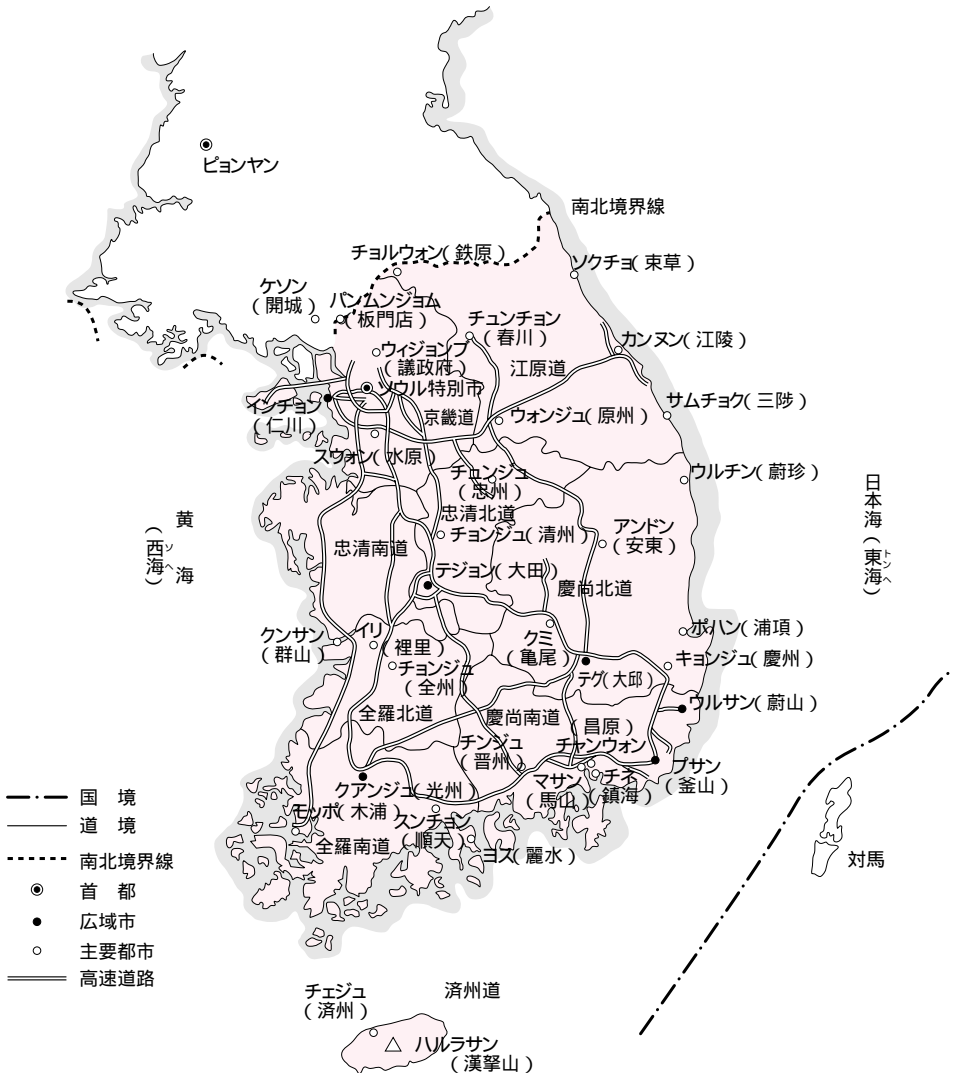 ピョンヤン
南北境界線
チョルウォン(鉄原)
ソクチョ(束草)
ケソン
(開城)
パンムンジョム
(板門店)
チュンチョン
(春川)
カンヌン(江陵)
ウィジョンブ
(議政府)
江原道
ソウル特別市
インチョン
(仁川)
京畿道
ウォンジュ(原州)
サムチョク(三陟)
スウォン(水原)
チュンジュ
(忠州)
ウルチン(蔚珍)
忠清北道
チョンジュ(清州)
アンドン
(安東)
忠清南道
黄海
(西海)
ソヘ
日本海(東海)
トンヘ
テジョン(大田)
慶尚北道
クンサン
(群山)
イリ
(裡里)
クミ
(亀尾)
ポハン(浦項)
チョンジュ
(全州)
キョンジュ(慶州)
テグ(大邱)
ウルサン(蔚山)
全羅北道
慶尚南道
(昌原)
チャンウォン
チンジュ
(晋州)
プサン
(釜山)
クアンジュ(光州)
マサン
(馬山)
チネ
(鎮海)
モッポ(木浦)
スンチョン
(順天)
全羅南道
ヨス(麗水)
対馬
国境
道境
南北境界線
首都
広域市
主要都市
高速道路
チェジュ
(済州)
済州道
ハルラサン
(漢拏山)